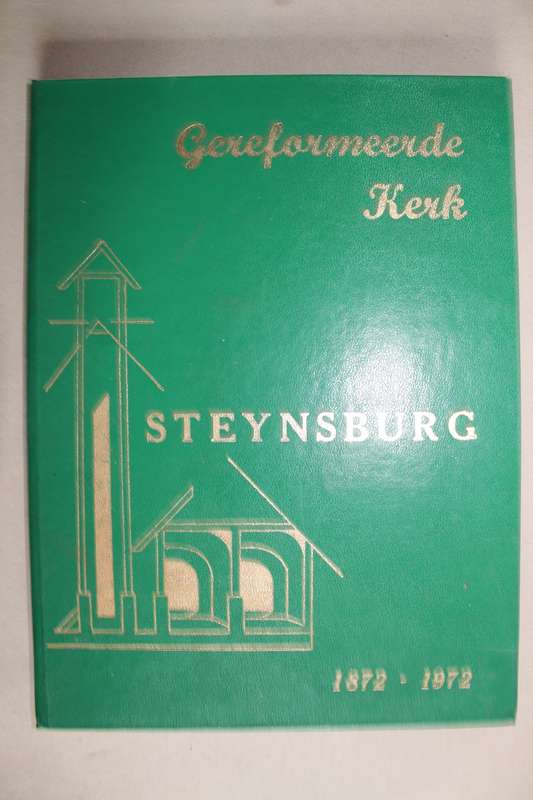 Gereformeerde
Kerk
STEYNSBURG
1872 - 1972